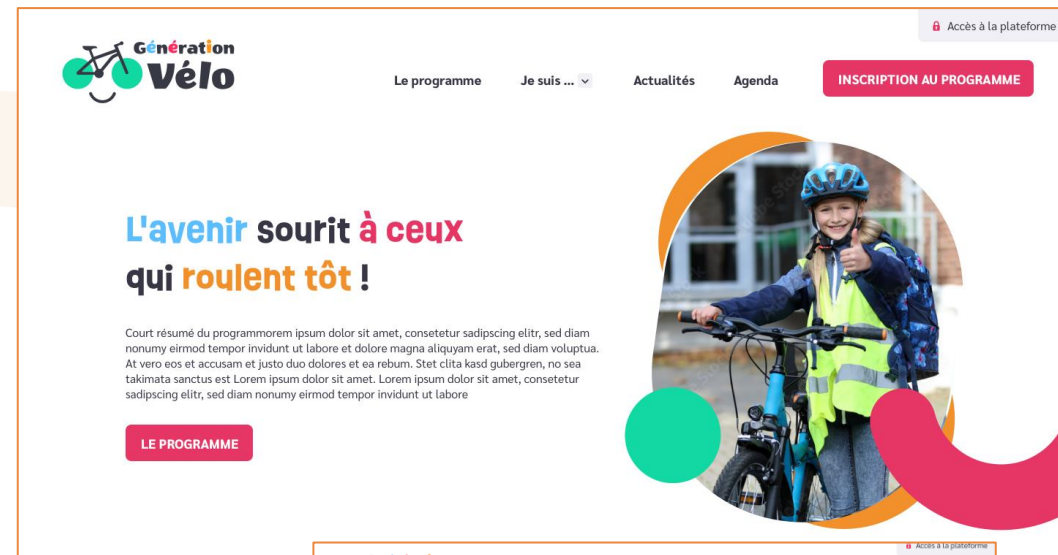 Accès à la plateforme
Génération
Vélo
Le programme
Je suis ...
Actualités
Agenda
INSCRIPTION AU PROGRAMME
L'avenir sourit à ceux
qui roulent tôt !
Court résumé du programmorem ipsum dolor sit amet, consetetur sadipscing elitr, sed diam
nonumy eirmod tempor invidunt ut labore et dolore magna aliquyam erat, sed diam voluptua.
At vero eos et accusam et justo duo dolores et ea rebum. Stet clita kasd gubergren, no sea
takimata sanctus est Lorem ipsum dolor sit amet. Lorem ipsum dolor sit amet, consetetur
sadipscing elitr, sed diam nonumy eirmod tempor invidunt ut labore
LE PROGRAMME
Accès à la plateforme